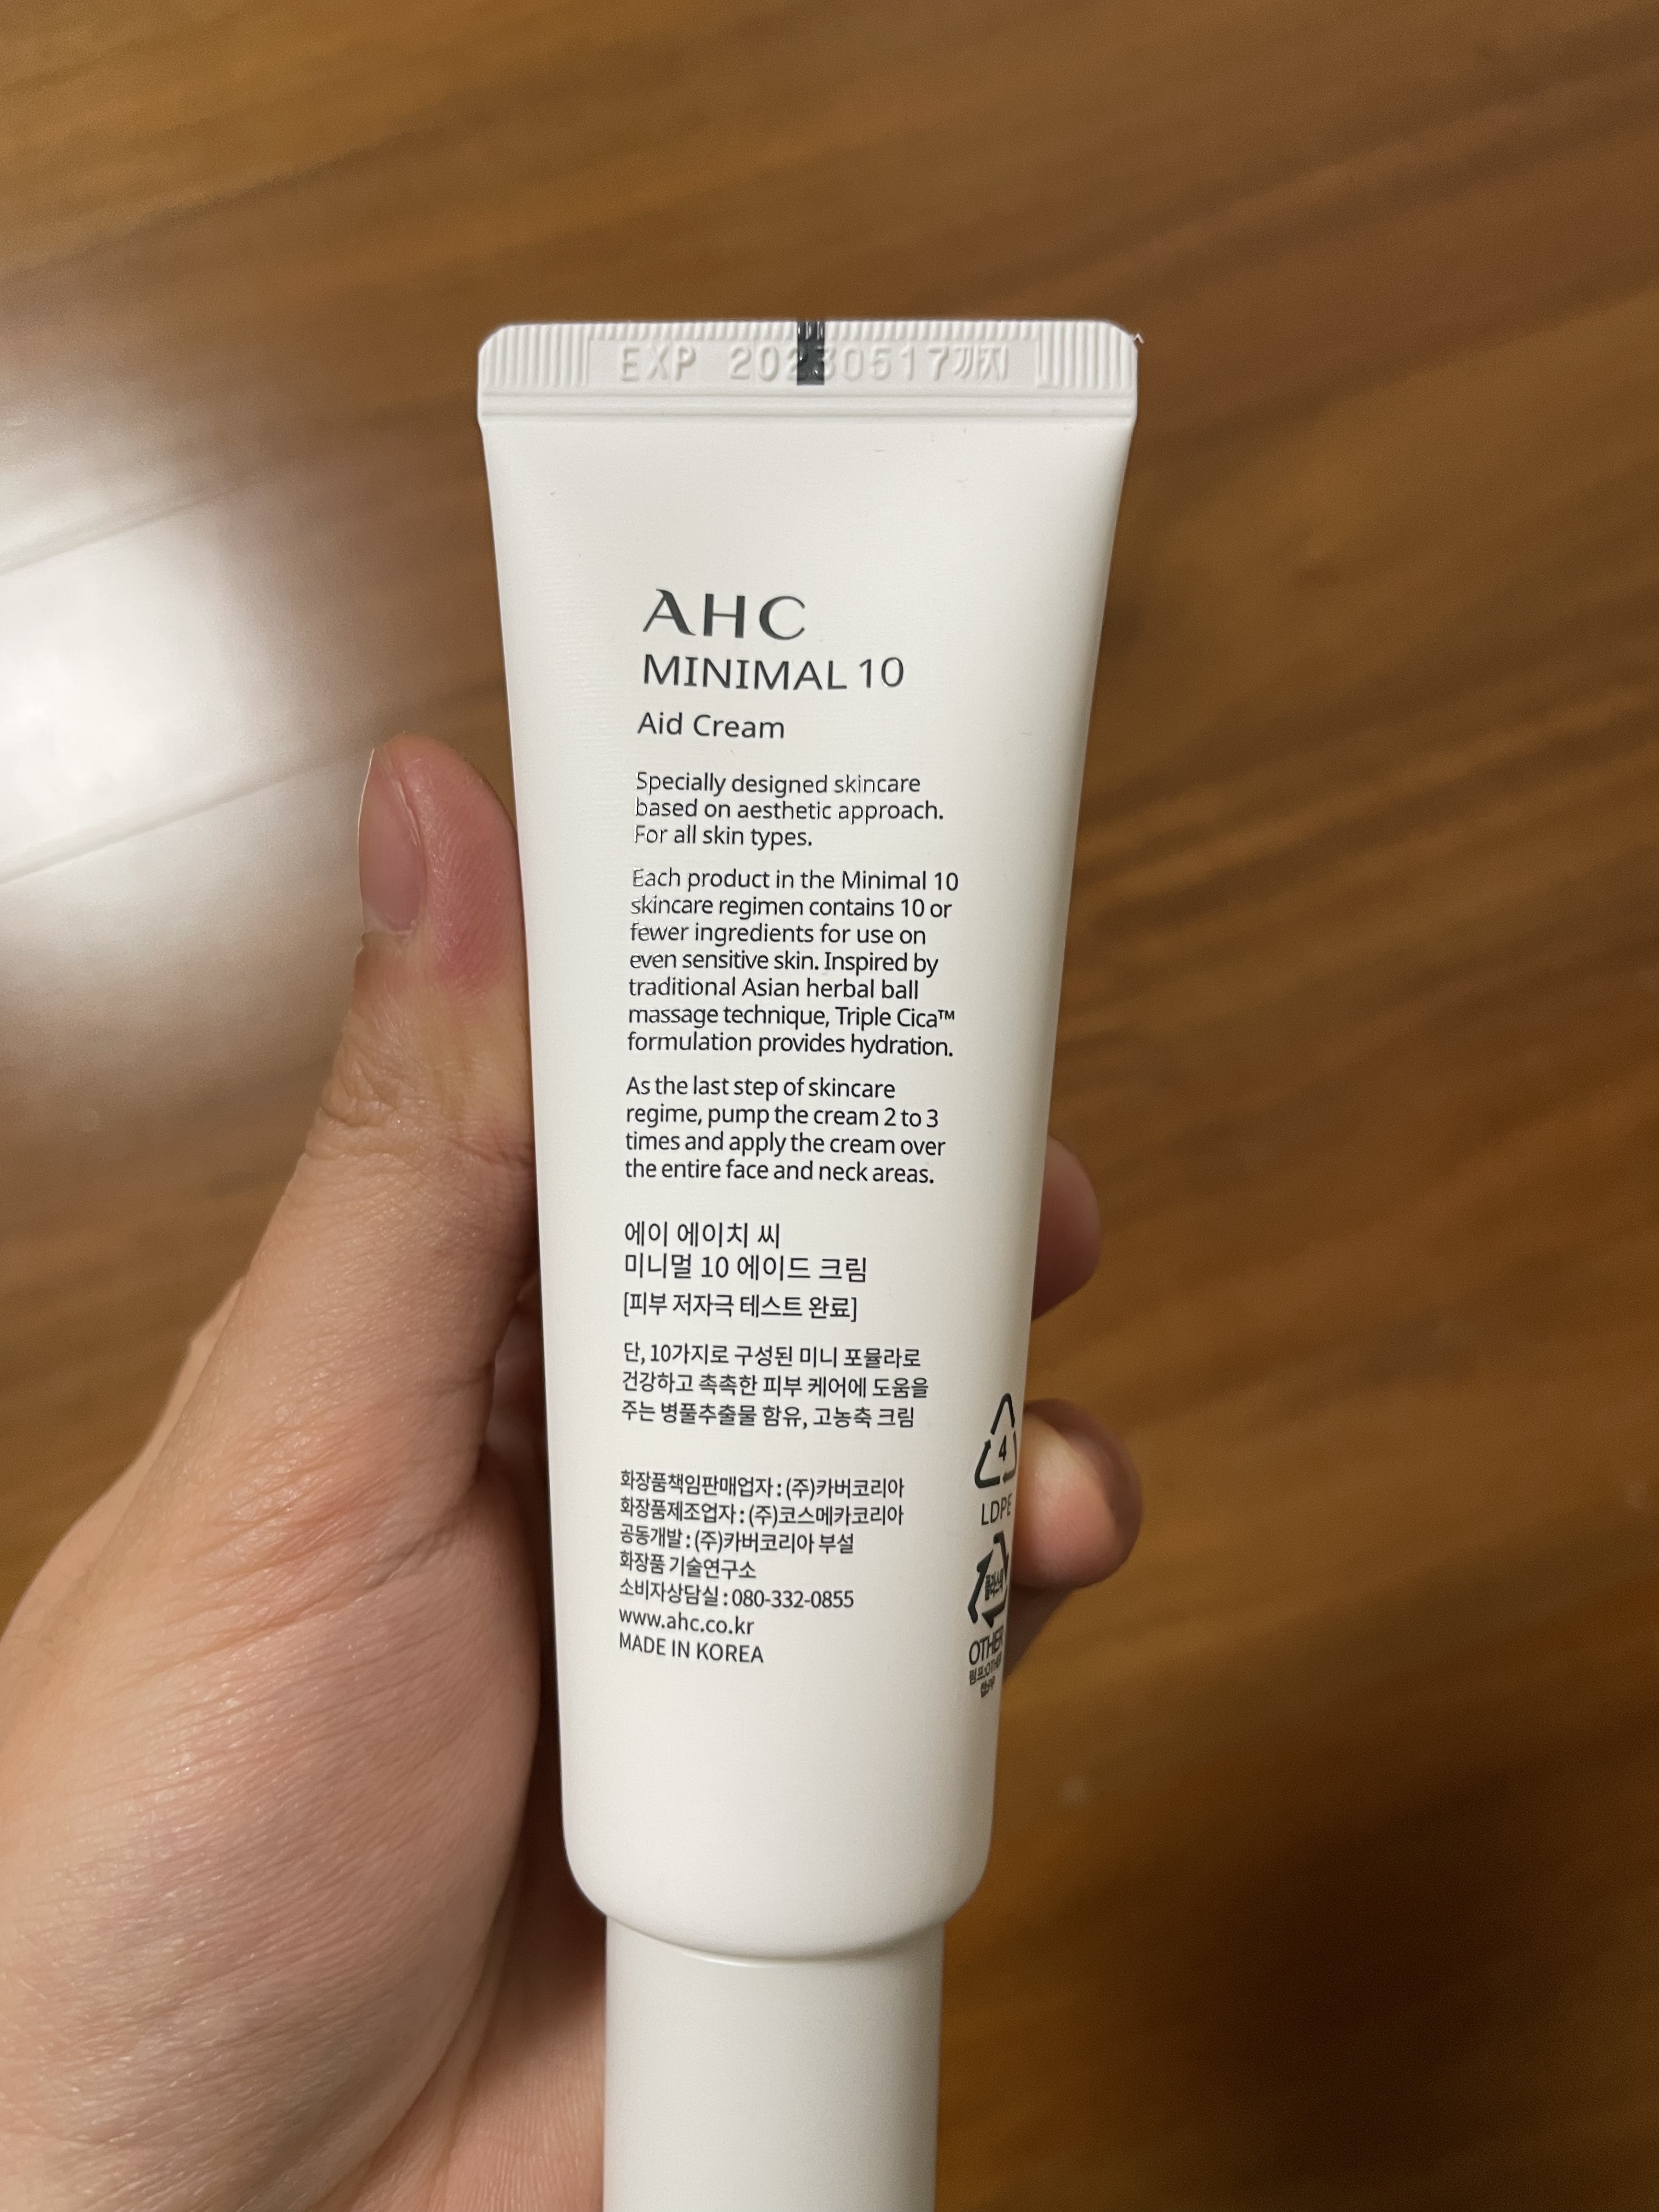 EXP 20230517까지
AHC
MINIMAL 10
Aid Cream
Specially designed skincare
based on aesthetic approach.
For all skin types.
Each product in the Minimal 10
skincare regimen contains 10 or
fewer ingredients for use on
even sensitive skin. Inspired by
traditional Asian herbal ball
massage technique, Triple Cica™
formulation provides hydration.
As the last step of skincare
regime, pump the cream 2 to 3
times and apply the cream over
the entire face and neck areas.
에이 에이치 씨
미니멀 10 에이드 크림
[피부 저자극 테스트 완료]
단, 10가지로 구성된 미니 포뮬라로
건강하고 촉촉한 피부 케어에 도움을
주는 병풀추출물 함유, 고농축 크림
화장품책임판매업자 : (주)카버코리아
화장품제조업자 : (주)코스메카코리아
공동개발 : (주)카버코리아 부설
화장품 기술연구소
소비자상담실 : 080-332-0855
www.ahc.co.kr
MADE IN KOREA
4
LDPE
플라스틱
OTHER